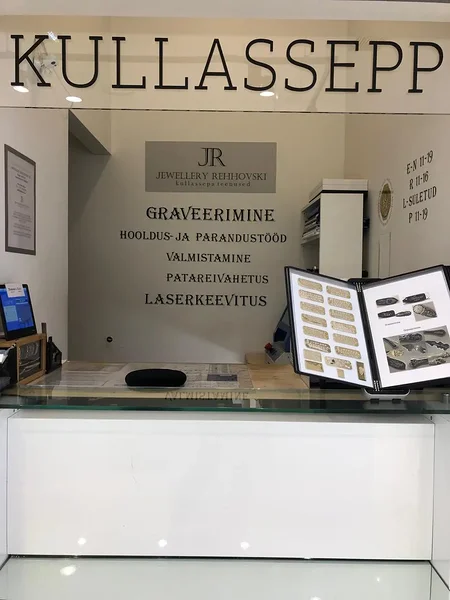 KULLASSEPP
JR
JEWELLERY REHHOVSKI
kullassepa teenused
GRAVEERIMINE
HOOLDUS- JA PARANDUSTÖÖD
VALMISTAMINE
PATAREIVAHETUS
LASERKEEVITUS
E-N 11-19
R 11-16
L-SULETUD
P 11-19